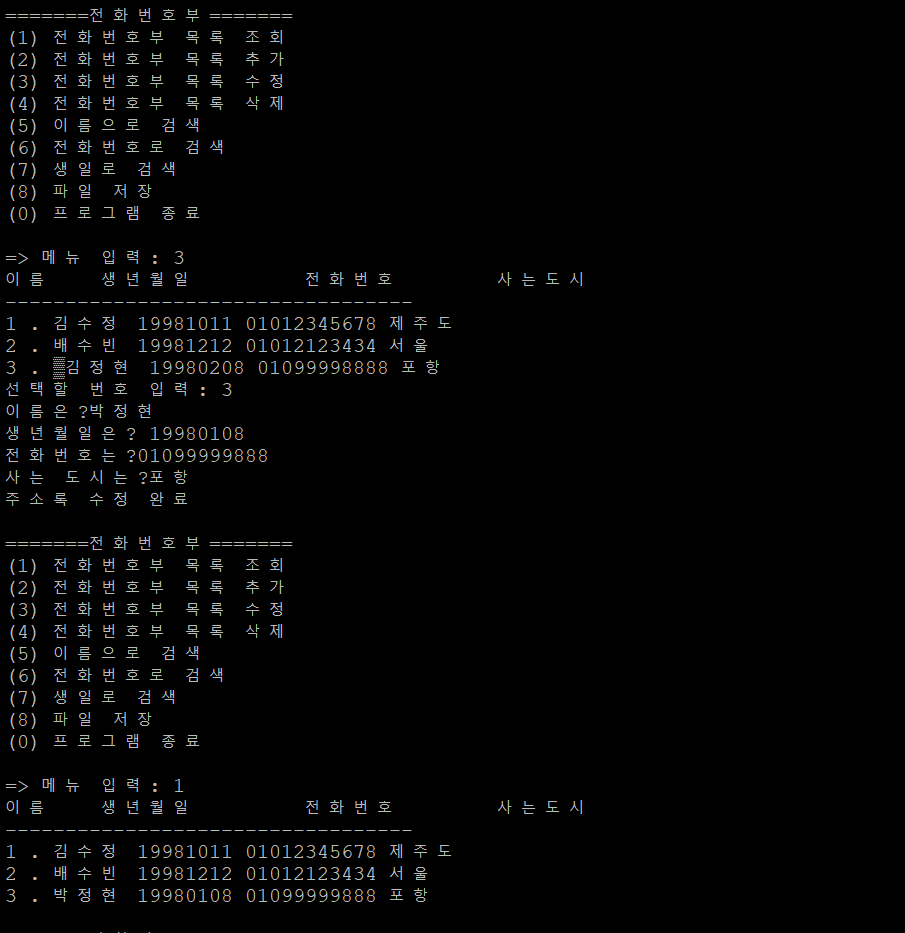 =======전화번호부=======
(1) 전화번호부 목록 조회
(2) 전화번호부 목록 추가
(3) 전화번호부 목록 수정
(4) 전화번호부 목록 삭제
(5) 이름으로 검색
(6) 전화번호로 검색
(7) 생일로 검색
(8) 파일 저장
(0) 프로그램 종료
=> 메뉴 입력: 3
이름 생년월일 전화번호 사는도시
----------------------------------
1 . 김수정 19981011 01012345678 제주도
2 . 배수빈 19981212 01012123434 서울
3 . ▒김정현 19980208 01099998888 포항
선택할 번호 입력: 3
이름은?박정현
생년월일은? 19980108
전화번호는?01099999888
사는 도시는?포항
주소록 수정 완료
=======전화번호부=======
(1) 전화번호부 목록 조회
(2) 전화번호부 목록 추가
(3) 전화번호부 목록 수정
(4) 전화번호부 목록 삭제
(5) 이름으로 검색
(6) 전화번호로 검색
(7) 생일로 검색
(8) 파일 저장
(0) 프로그램 종료
=> 메뉴 입력: 1
이름 생년월일 전화번호 사는도시
----------------------------------
1 . 김수정 19981011 01012345678 제주도
2 . 배수빈 19981212 01012123434 서울
3 . 박정현 19980108 01099999888 포항